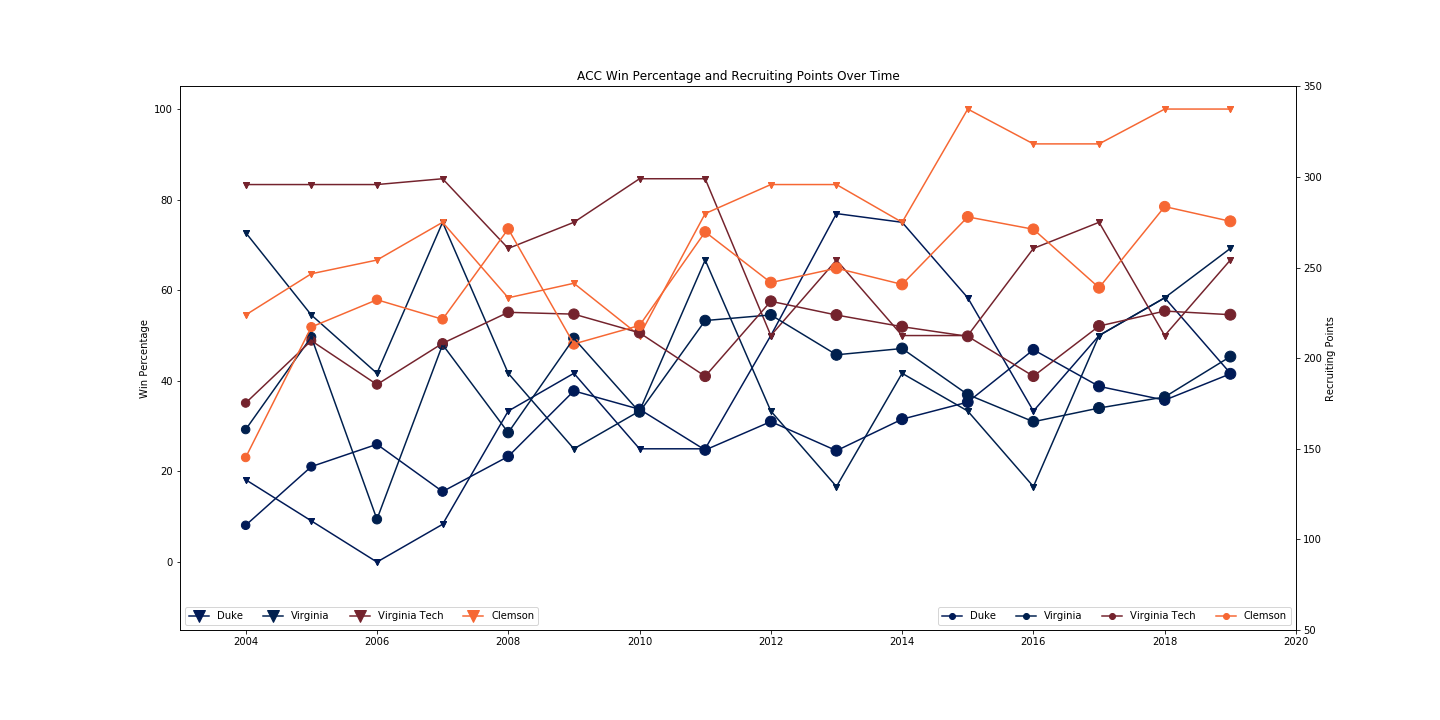 ACC Win Percentage and Recruiting Points Over Time
Win Percentage
100
80
60
40
20
0
350
300
250
200
150
100
50
Recruiting Points
Duke Virginia Virginia Tech Clemson
Duke Virginia Virginia Tech Clemson
2004 2006 2008 2010 2012 2014 2016 2018 2020